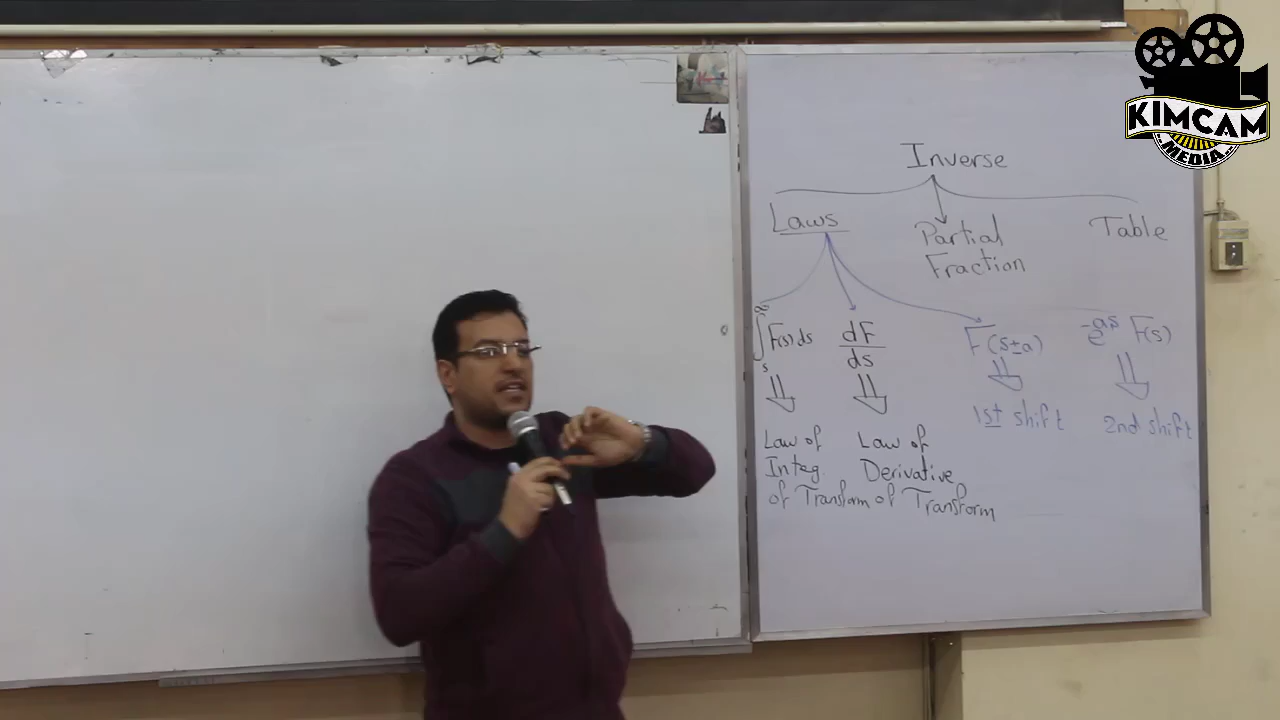 KIMCAM
MEDIA
Inverse
Laws
Partial
Fraction
Table
∫ₛ^∞ F(s) ds
dF/ds
F(s±a)
e^-as F(s)
Law of
Integ
of Transform
Law of
Derivative
of Transform
1st shift
2nd shift